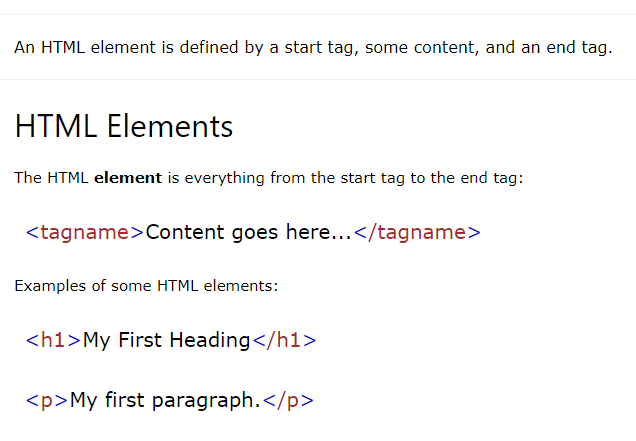 An HTML element is defined by a start tag, some content, and an end tag.
HTML Elements
The HTML element is everything from the start tag to the end tag:
<tagname>Content goes here...</tagname>
Examples of some HTML elements:
<h1>My First Heading</h1>
<p>My first paragraph.</p>